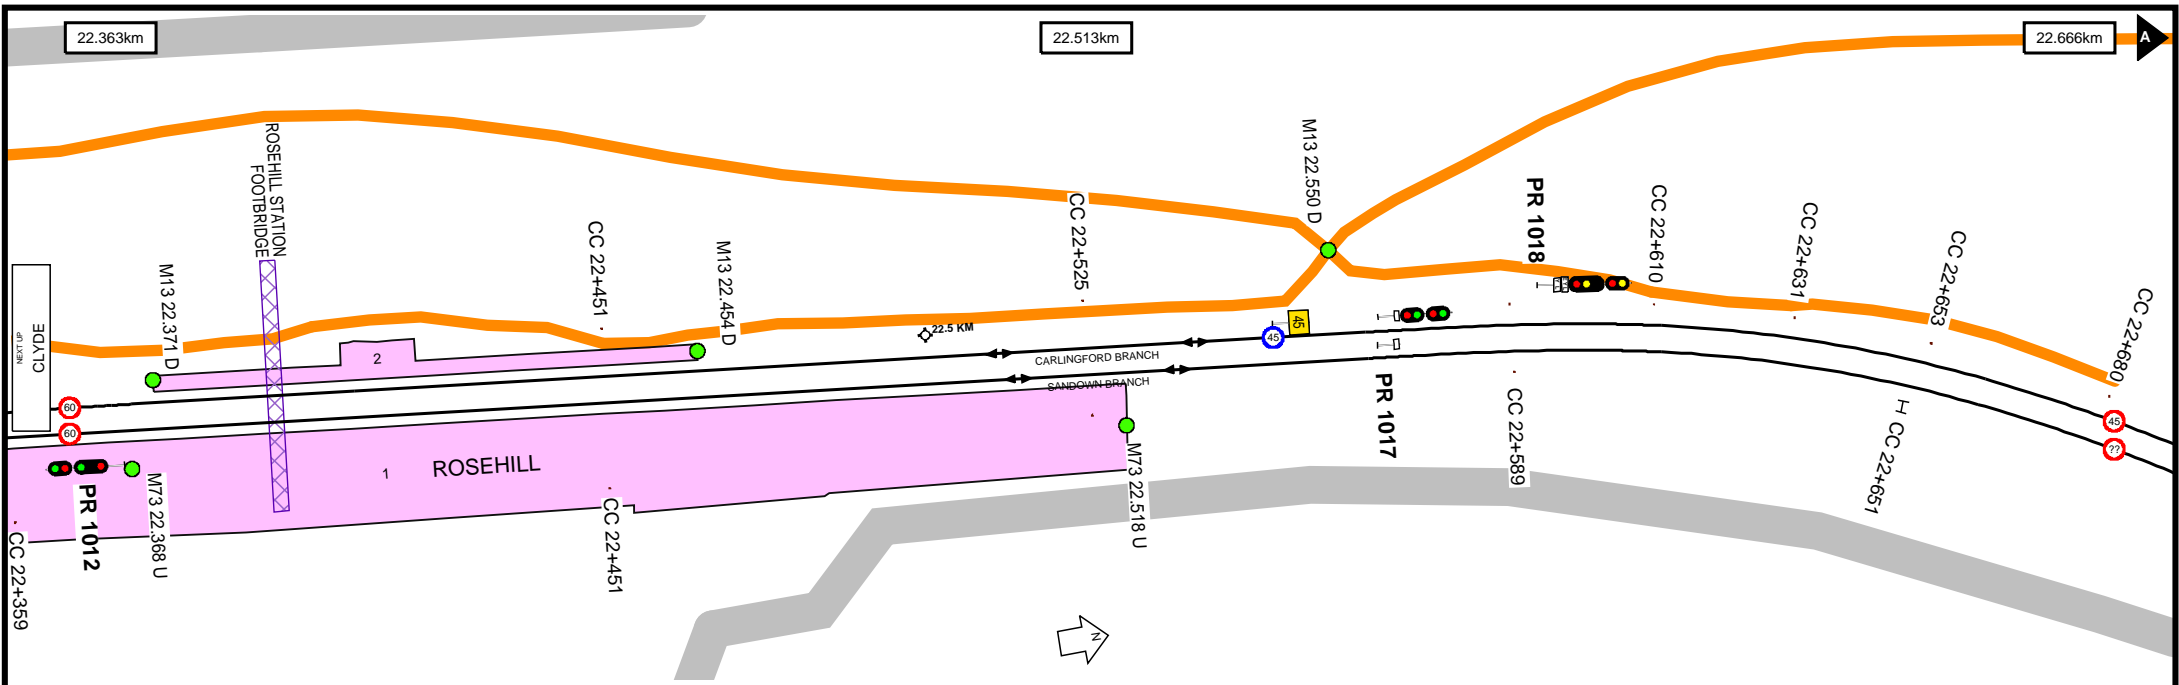 22.363km
22.513km
22.666km
A
ROSEHILL STATION
FOOTBRIDGE
M13 22.371 D
CC 22+451
M13 22.454 D
22.5 KM
CC 22+525
M13 22.550 D
PR 1018
CC 22+610
CC 22+631
CC 22+653
CC 22+680
CLYDE
NEXT UP
60
60
2
CARLINGFORD BRANCH
SANDOWN BRANCH
45
45
PR 1017
CC 22+589
H CC 22+651
45
??
1
ROSEHILL
PR 1012
M73 22.368 U
CC 22+359
CC 22+451
M73 22.518 U
N